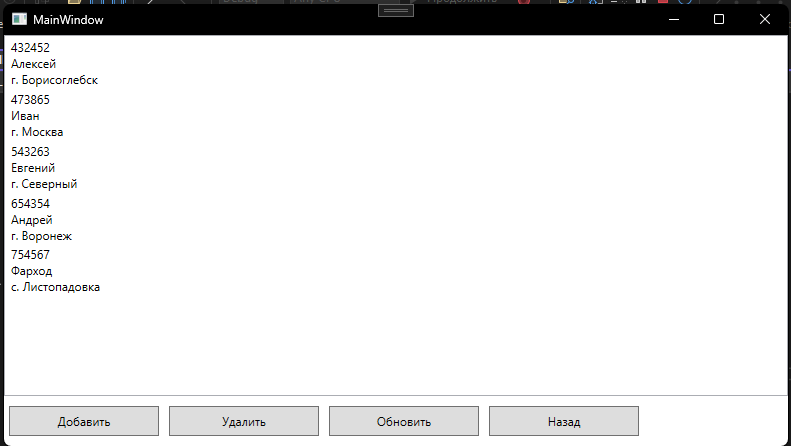 MainWindow
432452
Алексей
г. Борисоглебск
473865
Иван
г. Москва
543263
Евгений
г. Северный
654354
Андрей
г. Воронеж
754567
Фарход
с. Листопадовка
Добавить
Удалить
Обновить
Назад